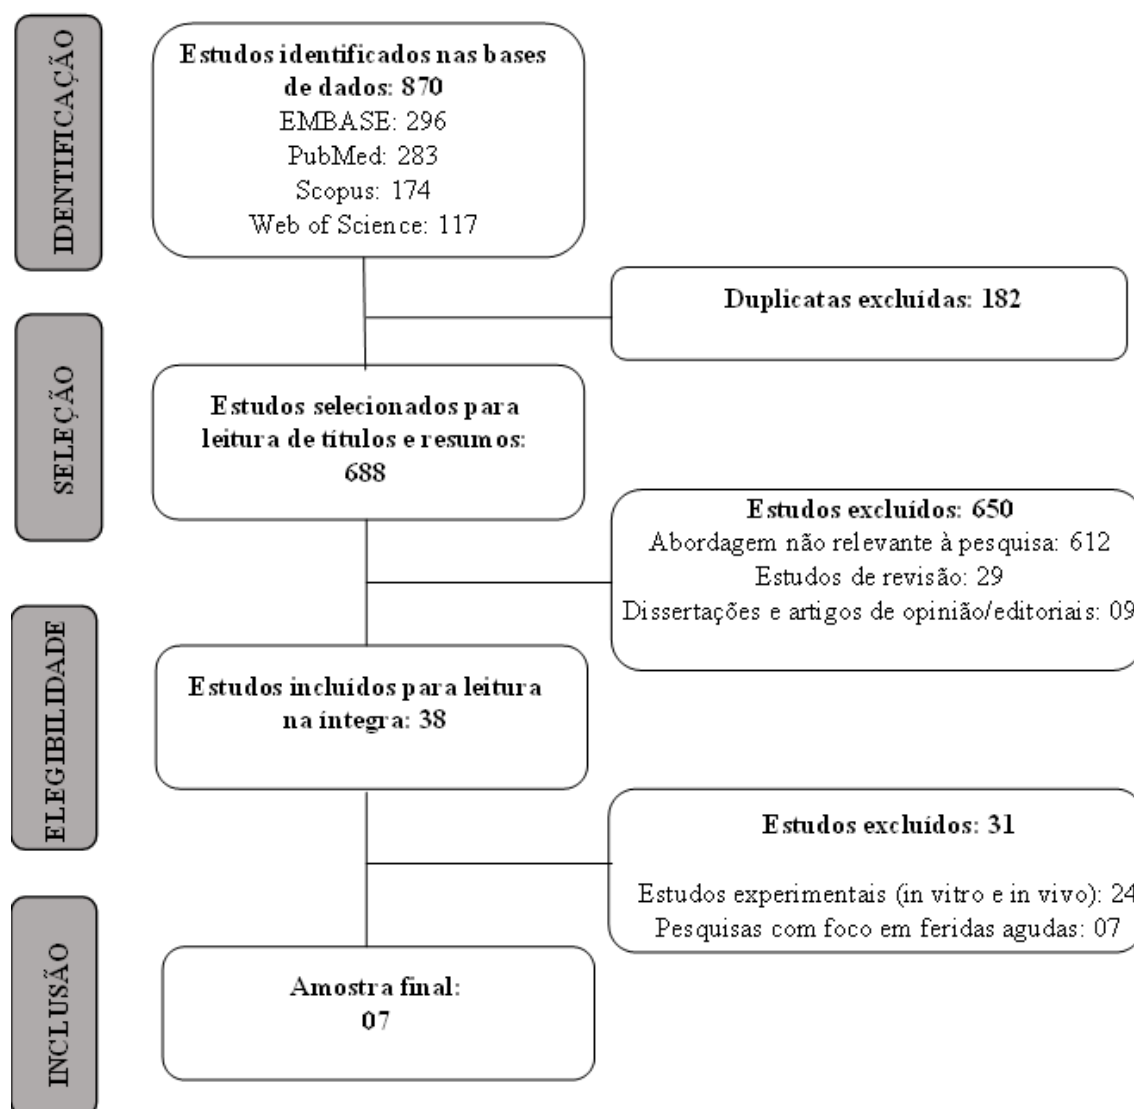 IDENTIFICAÇÃO
Estudos identificados nas bases
de dados: 870
EMBASE: 296
PubMed: 283
Scopus: 174
Web of Science: 117
Duplicatas excluídas: 182
SELEÇÃO
Estudos selecionados para
leitura de títulos e resumos:
688
Estudos excluídos: 650
Abordagem não relevante à pesquisa: 612
Estudos de revisão: 29
Dissertações e artigos de opinião/editoriais: 09
ELEGIBILIDADE
Estudos incluídos para leitura
na íntegra: 38
Estudos excluídos: 31
Estudos experimentais (in vitro e in vivo): 24
Pesquisas com foco em feridas agudas: 07
INCLUSÃO
Amostra final:
07